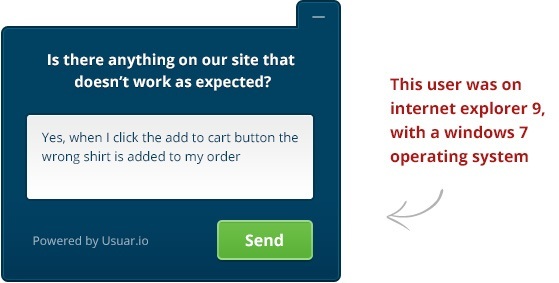 Is there anything on our site that
doesn’t work as expected?
Yes, when I click the add to cart button the
wrong shirt is added to my order
Powered by Usuar.io
Send
This user was on
internet explorer 9,
with a windows 7
operating system